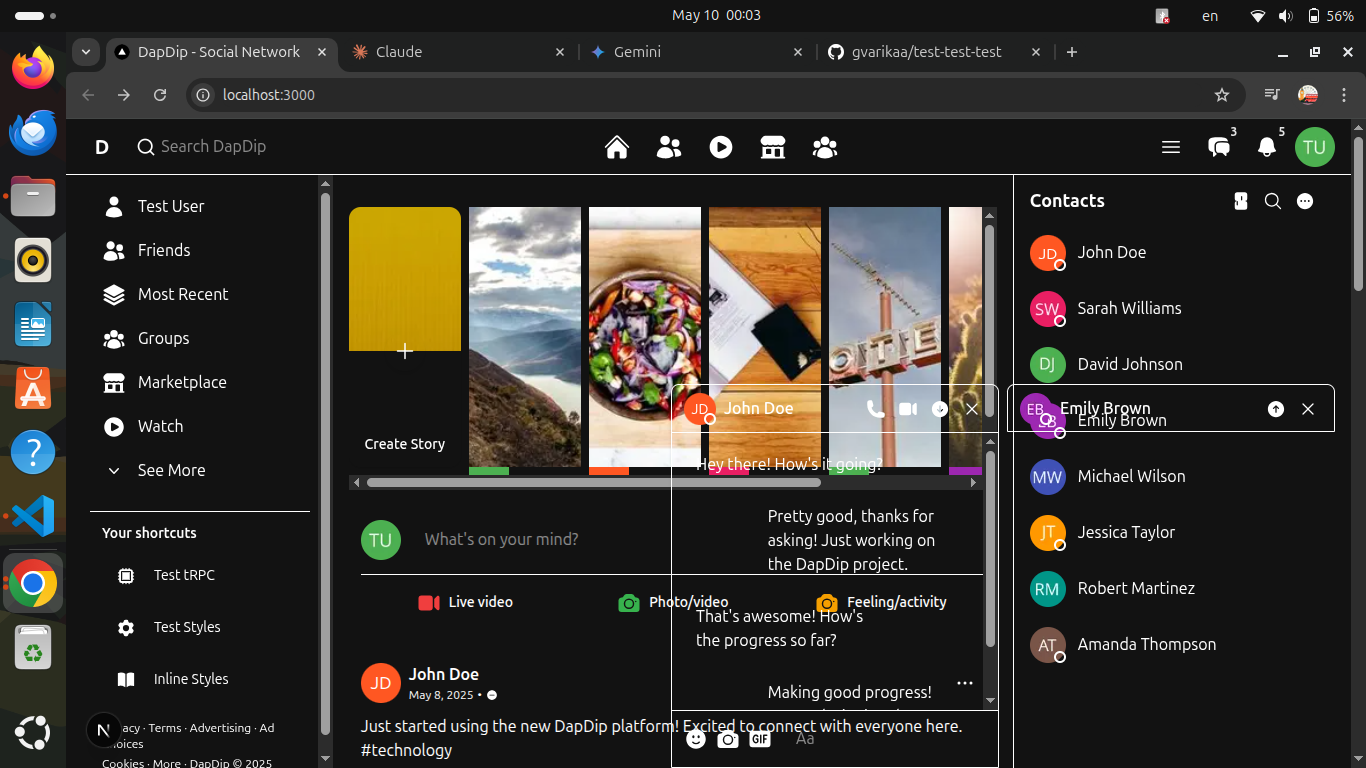 May 10 00:03
en
56%
DapDip - Social Network
Claude
Gemini
gvarikaa/test-test-test
localhost:3000
D
Search DapDip
3
5
TU
Test User
Friends
Most Recent
Groups
Marketplace
Watch
See More
Your shortcuts
Test tRPC
Test Styles
Inline Styles
N
acy · Terms · Advertising · Ad
hoices
Cookies · More · DapDip © 2025
Create Story
OTE
TU
What's on your mind?
Live video
Photo/video
Feeling/activity
JD
John Doe
May 8, 2025 •
Just started using the new DapDip platform! Excited to connect with everyone here.
#technology
JD
John Doe
Hey there! How's it going?
Pretty good, thanks for
asking! Just working on
the DapDip project.
That's awesome! How's
the progress so far?
Making good progress!
GIF
Aa
Contacts
JD
John Doe
SW
Sarah Williams
DJ
David Johnson
EB
Emily Brown
EB
Emily Brown
MW
Michael Wilson
JT
Jessica Taylor
RM
Robert Martinez
AT
Amanda Thompson